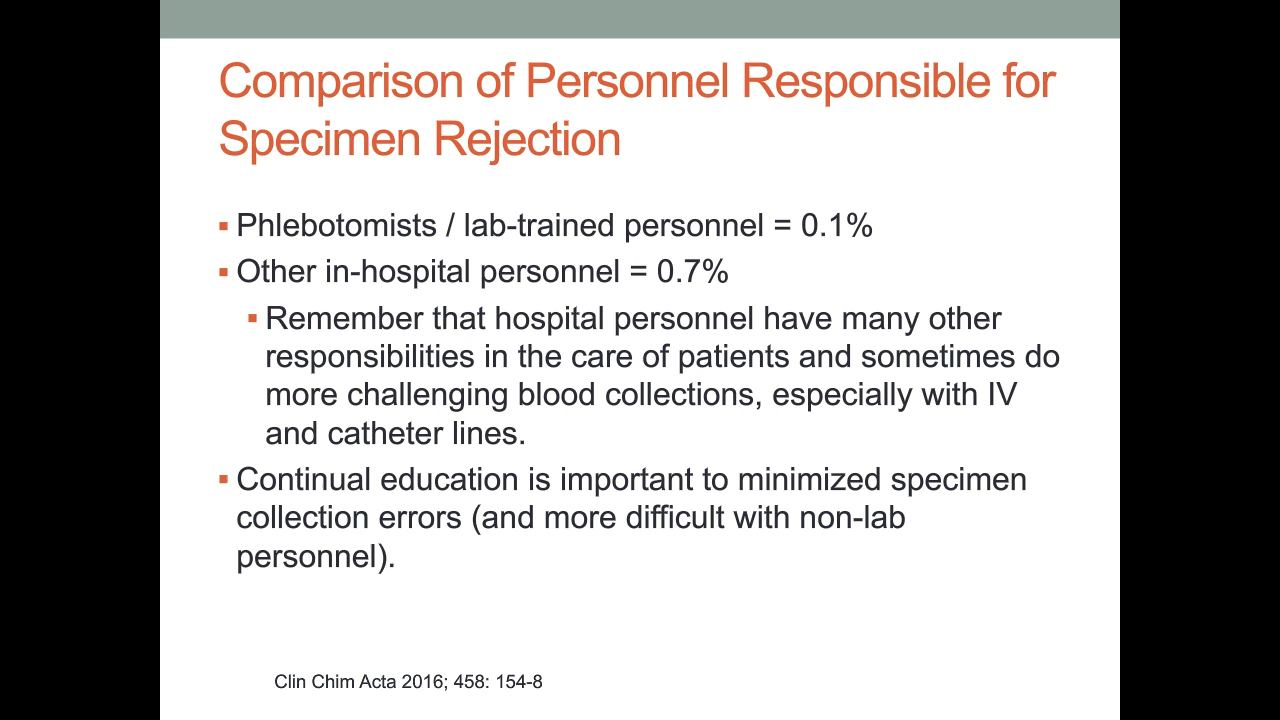 Comparison of Personnel Responsible for
Specimen Rejection
▪ Phlebotomists / lab-trained personnel = 0.1%
▪ Other in-hospital personnel = 0.7%
▪ Remember that hospital personnel have many other
responsibilities in the care of patients and sometimes do
more challenging blood collections, especially with IV
and catheter lines.
▪ Continual education is important to minimized specimen
collection errors (and more difficult with non-lab
personnel).
Clin Chim Acta 2016; 458: 154-8